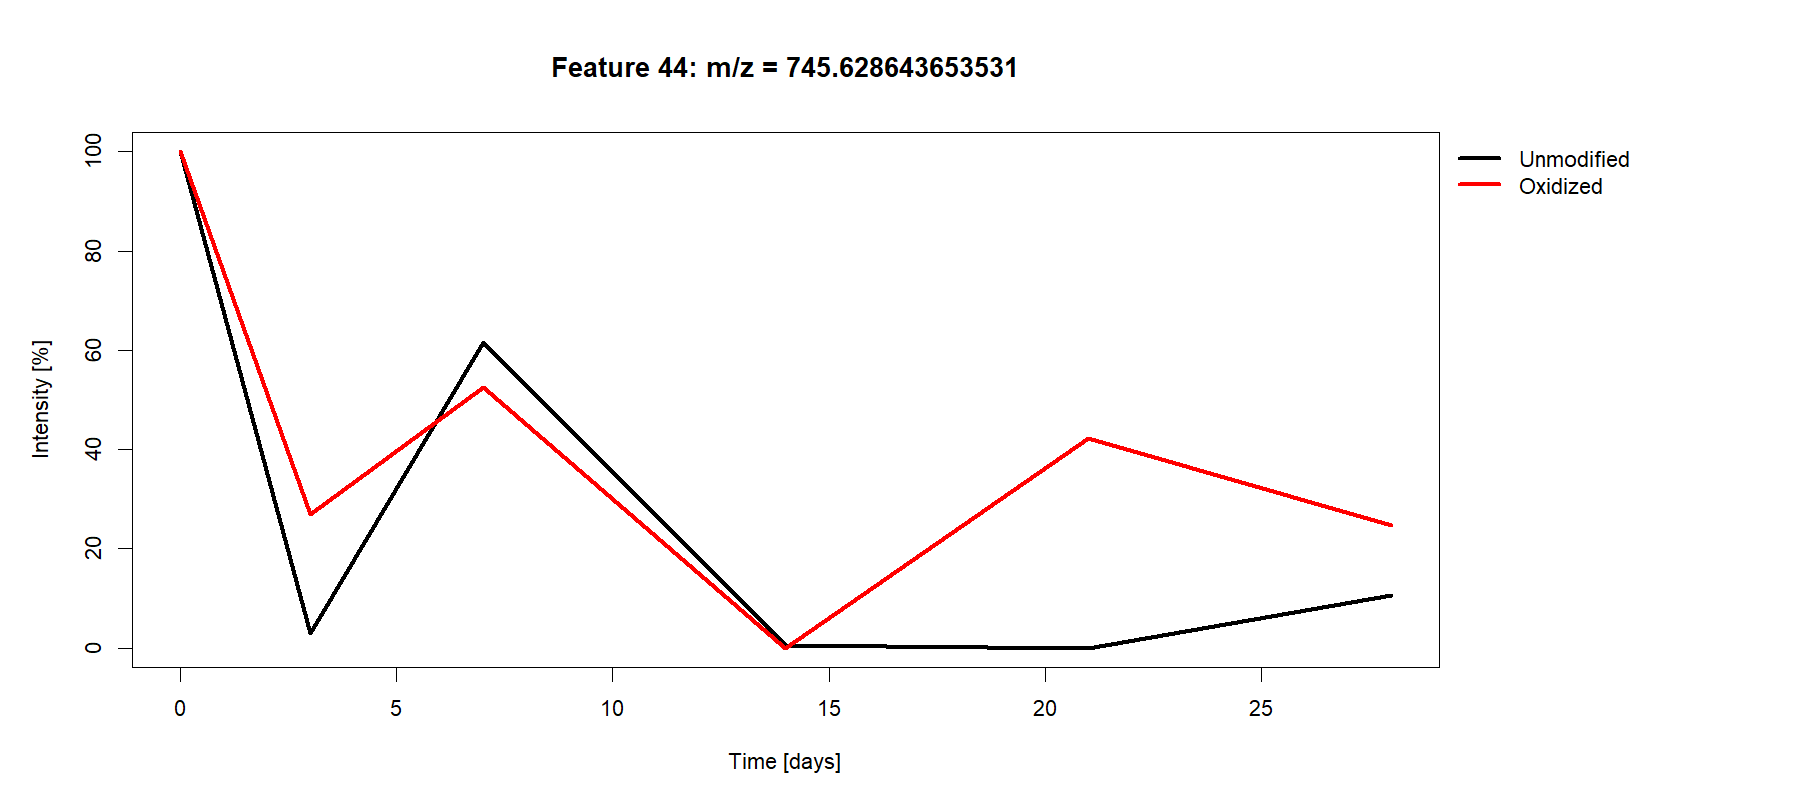 Feature 44: m/z = 745.628643653531
Unmodified
Oxidized
Intensity [%]
100
80
60
40
20
0
0 5 10 15 20 25
Time [days]